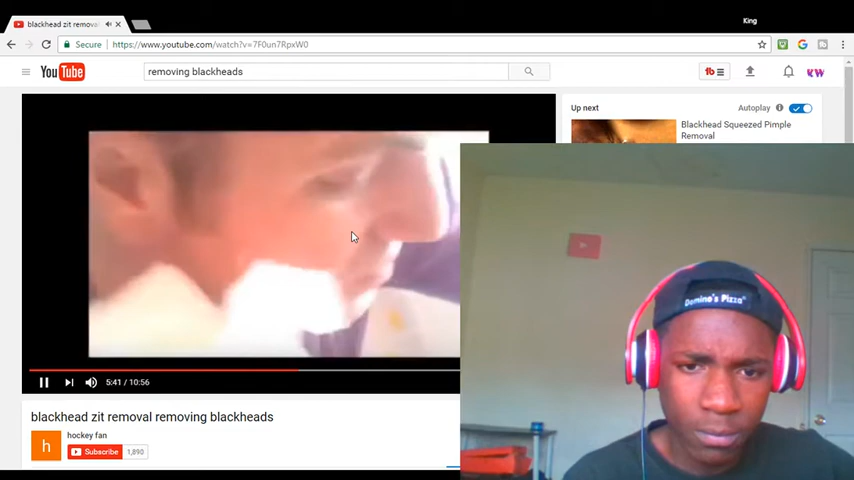 blackhead zit remova
King
Secure
https://www.youtube.com/watch?v=7F0un7RpxW0
YouTube
removing blackheads
Up next
Autoplay
Blackhead Squeezed Pimple
Removal
Domino's Pizza
5:41 / 10:56
blackhead zit removal removing blackheads
h
hockey fan
Subscribe
1,890